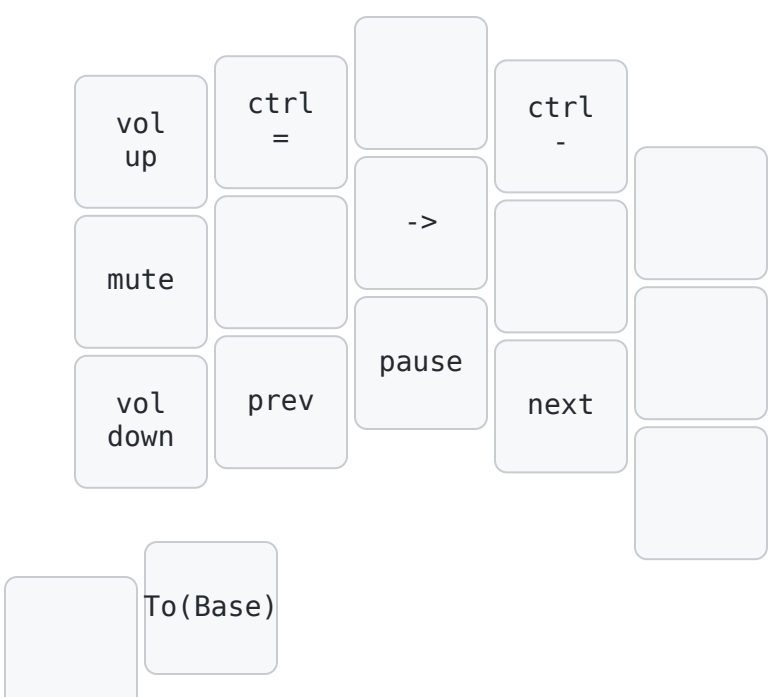 vol
up
ctrl
=
ctrl
-
mute
->
vol
down
prev
pause
next
To(Base)